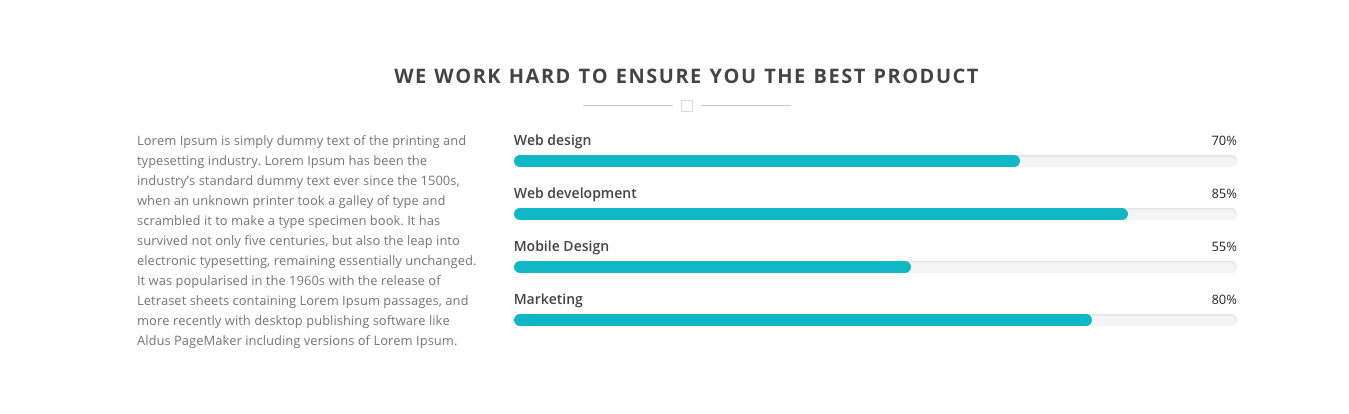 WE WORK HARD TO ENSURE YOU THE BEST PRODUCT
Lorem Ipsum is simply dummy text of the printing and
typesetting industry. Lorem Ipsum has been the
industry’s standard dummy text ever since the 1500s,
when an unknown printer took a galley of type and
scrambled it to make a type specimen book. It has
survived not only five centuries, but also the leap into
electronic typesetting, remaining essentially unchanged.
It was popularised in the 1960s with the release of
Letraset sheets containing Lorem Ipsum passages, and
more recently with desktop publishing software like
Aldus PageMaker including versions of Lorem Ipsum.
Web design 70%
Web development 85%
Mobile Design 55%
Marketing 80%